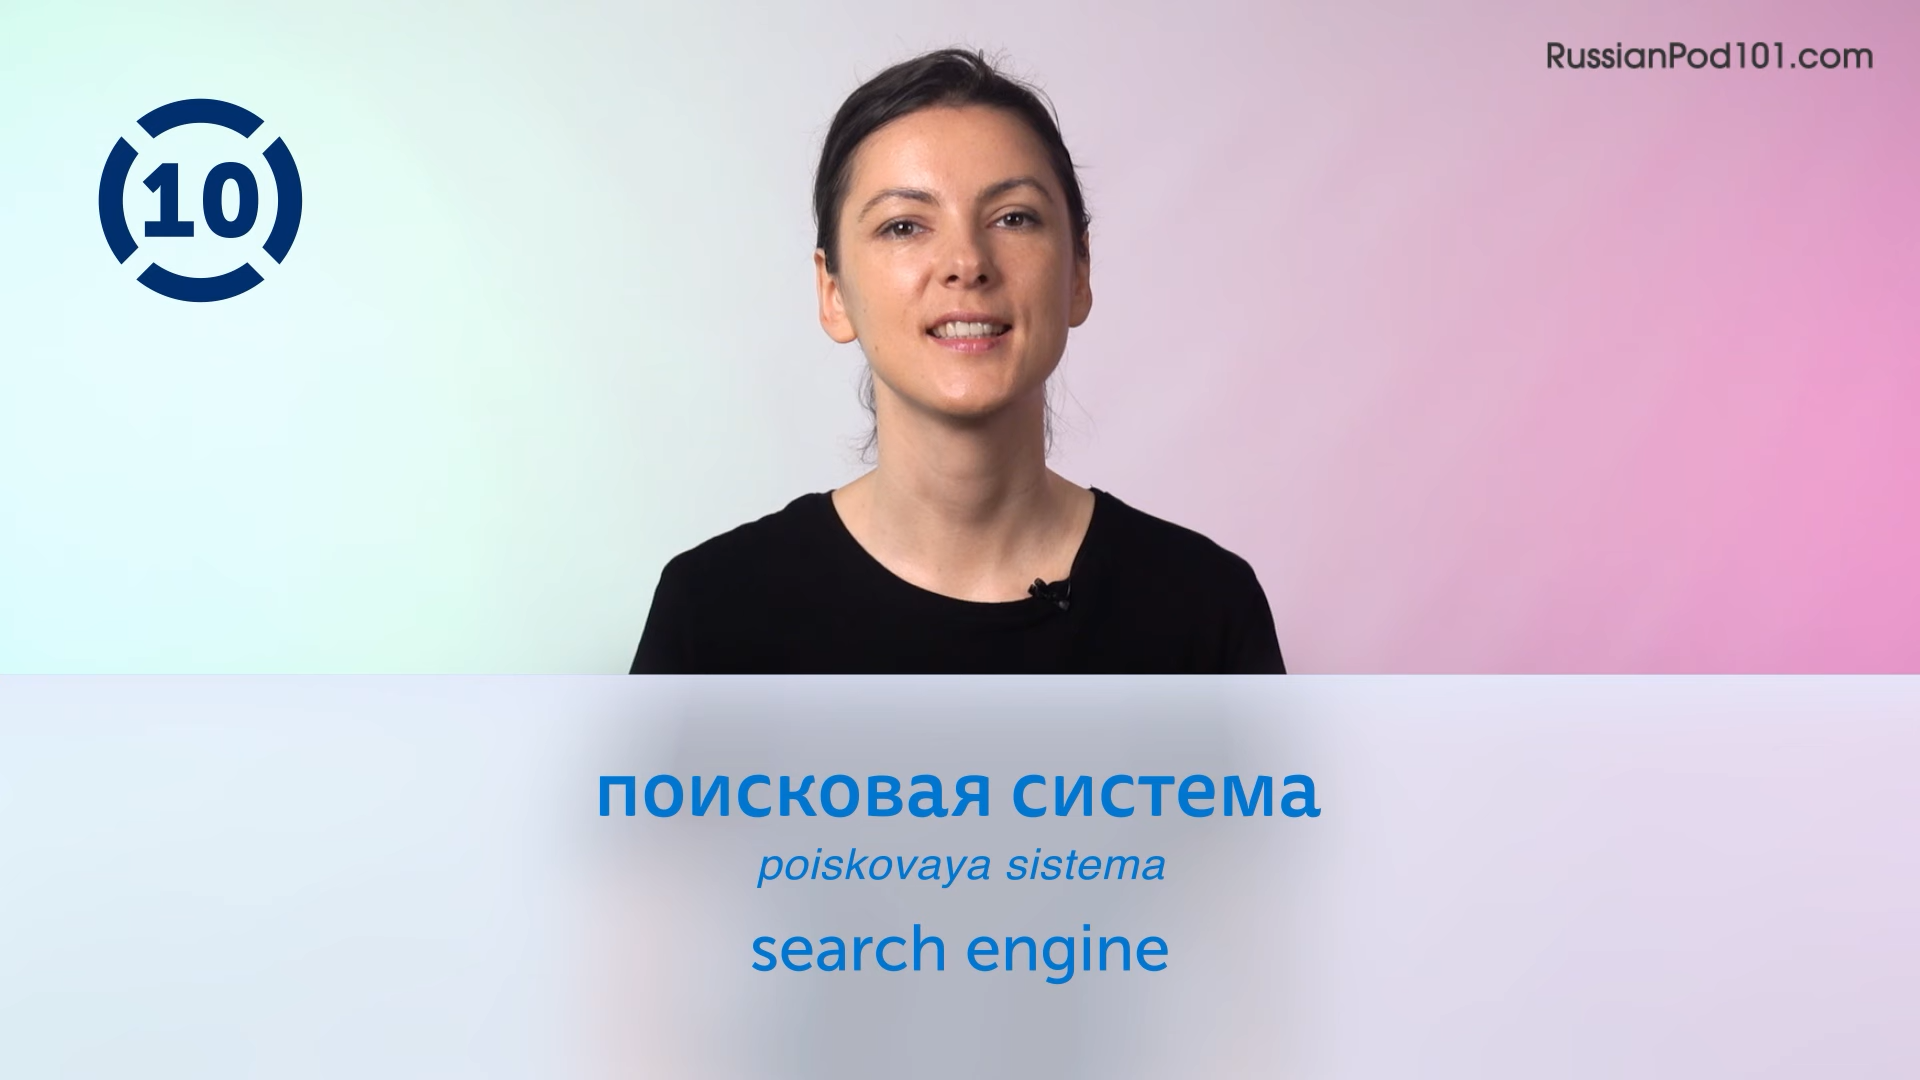 RussianPod101.com
10
поисковая система
poiskovaya sistema
search engine